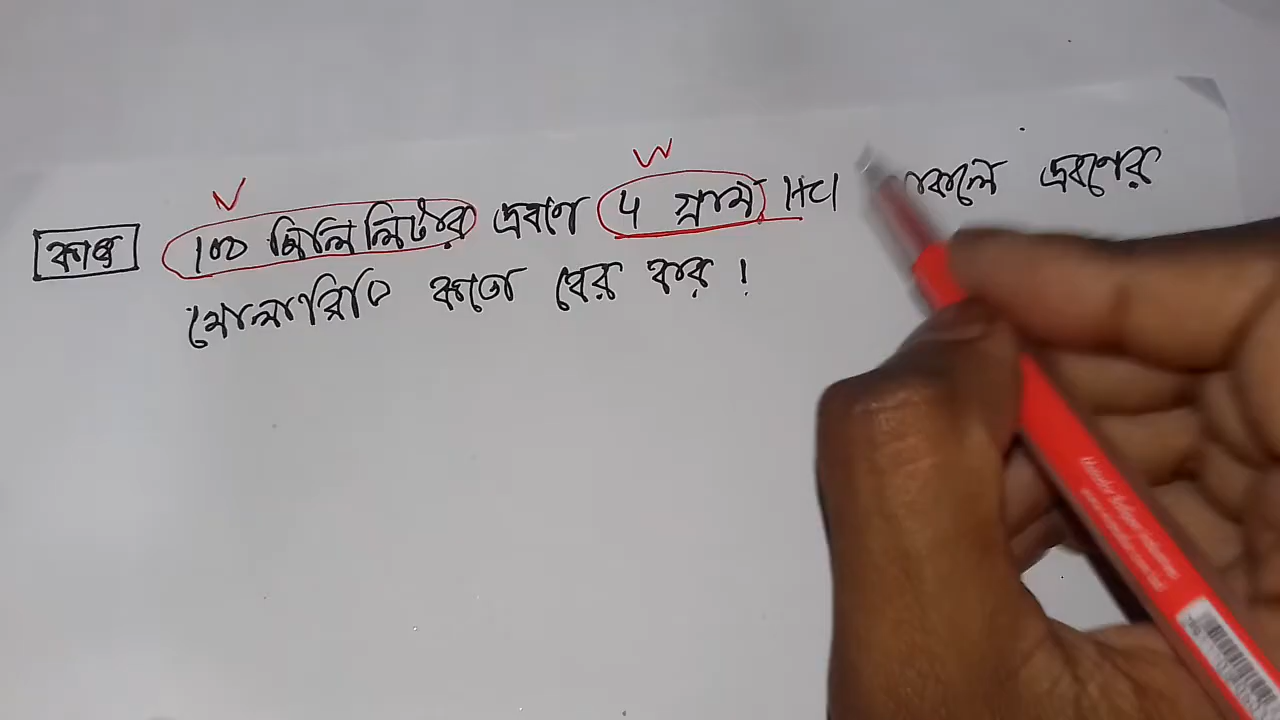 V W
কাজ 100 মিলি লিটার দ্রবণে 4 গ্রাম HCl দ্রবণের
মোলারিটি কতো বের কর !